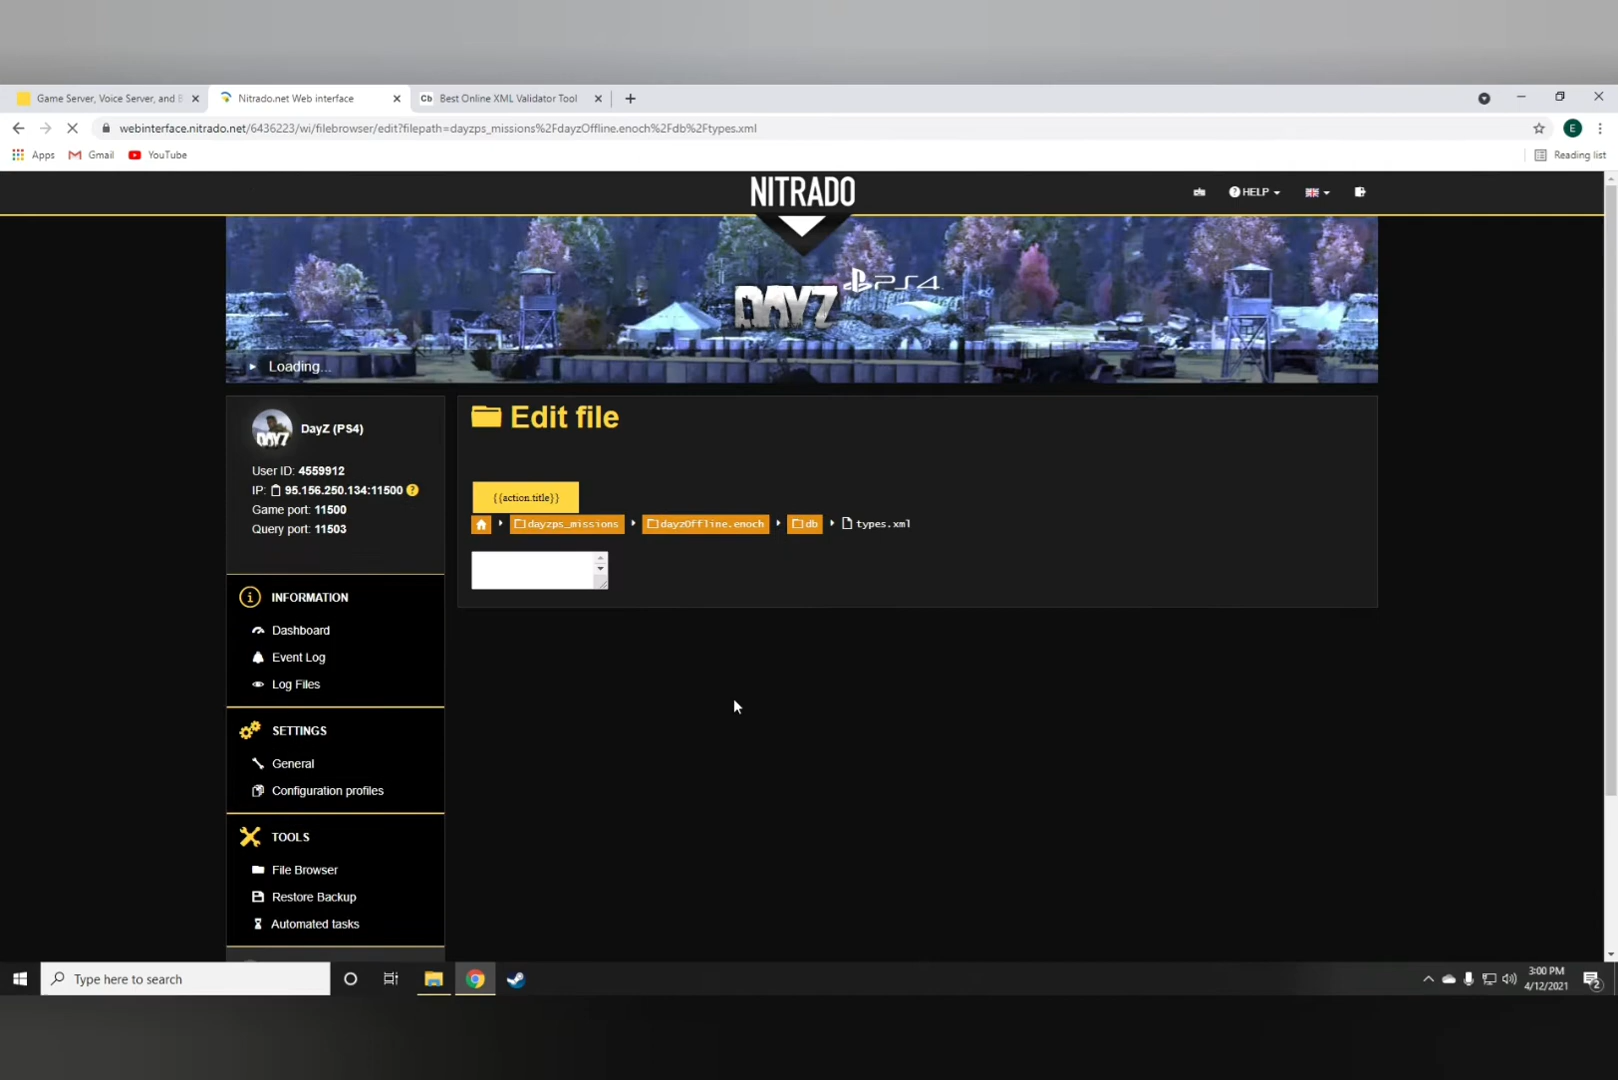 Game Server, Voice Server, and
Nitrado.net Web interface
Cb Best Online XML Validator Tool
webinterface.nitrado.net/6436223/wi/filebrowser/edit?filepath=dayzps_missions%2FdayzOffline.enoch%2Fdb%2Ftypes.xml
E
Apps
Gmail
YouTube
Reading list
NITRADO
HELP
DAYZ PS4
Loading...
DAYZ
DayZ (PS4)
User ID: 4559912
IP: 95.156.250.134:11500 ?
Game port: 11500
Query port: 11503
INFORMATION
Dashboard
Event Log
Log Files
SETTINGS
General
Configuration profiles
TOOLS
File Browser
Restore Backup
Automated tasks
Edit file
{{action.title}}
dayzps_missions
dayzOffline.enoch
db
types.xml
Type here to search
3:00 PM
4/12/2021
2